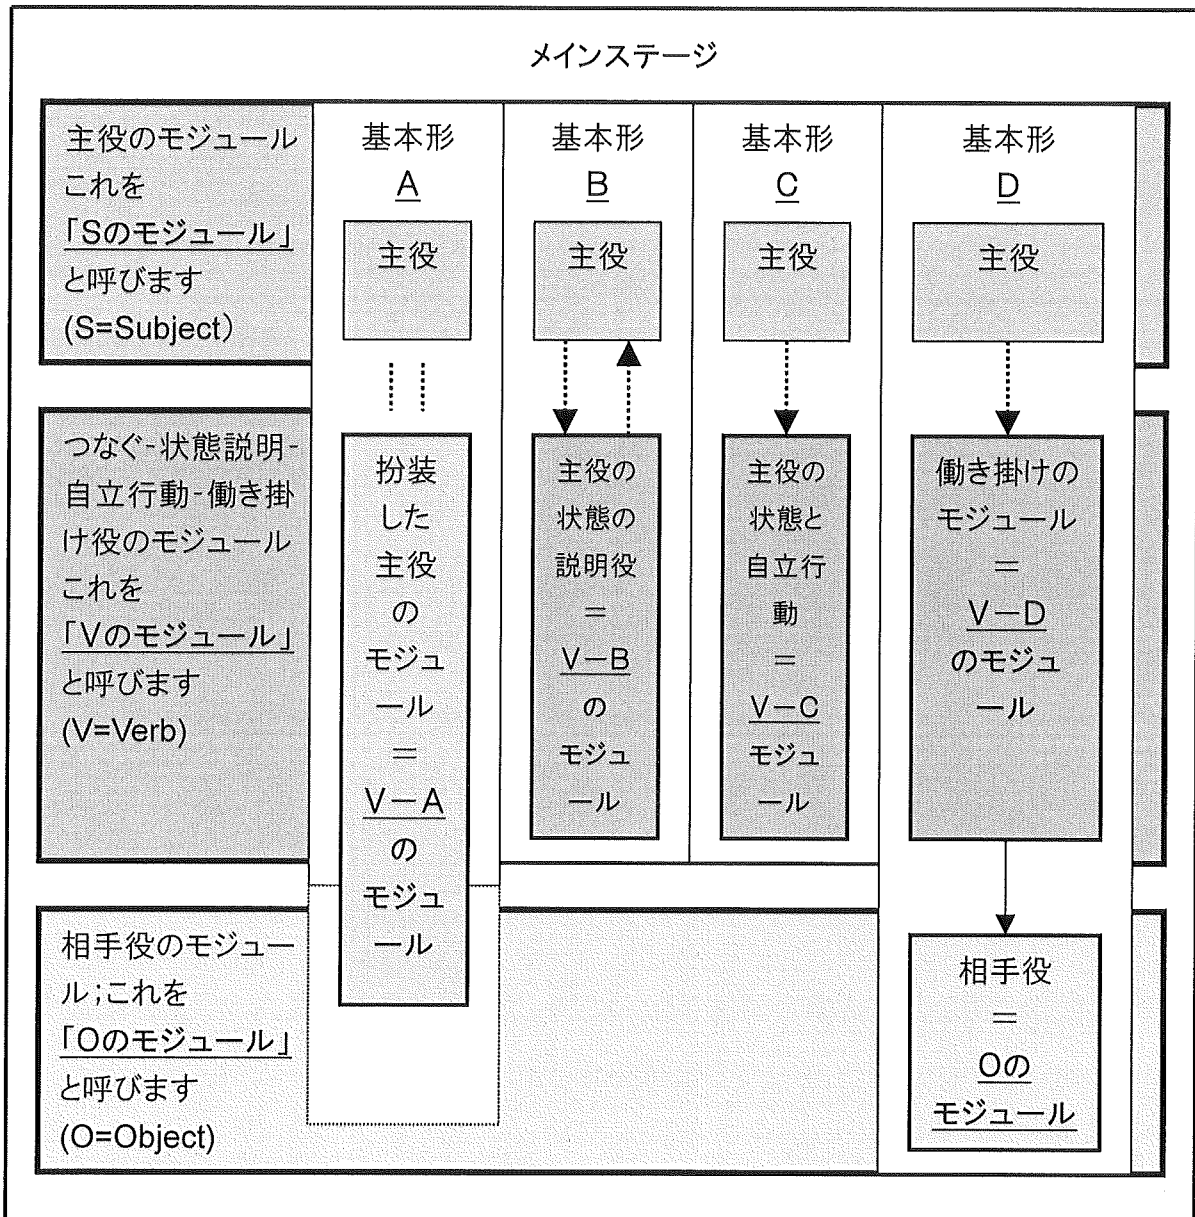 メインステージ
主役のモジュール
これを
「Sのモジュール」
と呼びます
(S=Subject)
つなぐ-状態説明-
自立行動-働き掛
け役のモジュール
これを
「Vのモジュール」
と呼びます
(V=Verb)
相手役のモジュー
ル;これを
「Oのモジュール」
と呼びます
(O=Object)
基本形
A
主役
扮装
した
主役
の
モジュ
ール
＝
V－A
の
モジュ
ール
基本形
B
主役
主役の
状態の
説明役
＝
V－B
の
モジュ
ール
基本形
C
主役
主役の
状態と
自立行
動
＝
V－C
モジュ
ール
基本形
D
主役
働き掛けの
モジュール
＝
V－D
のモジュ
ール
相手役
＝
Oの
モジュール